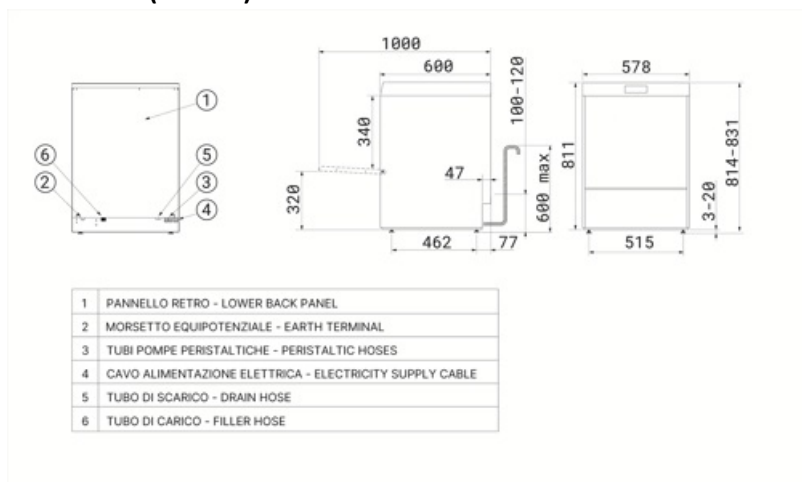 1000
600
578
100-120
340
811
814-831
1
6
5
2
3
4
47
600 max
320
3-20
462
77
515
1 PANNELLO RETRO - LOWER BACK PANEL
2 MORSETTO EQUIPOTENZIALE - EARTH TERMINAL
3 TUBI POMPE PERISTALTICHE - PERISTALTIC HOSES
4 CAVO ALIMENTAZIONE ELETTRICA - ELECTRICITY SUPPLY CABLE
5 TUBO DI SCARICO - DRAIN HOSE
6 TUBO DI CARICO - FILLER HOSE